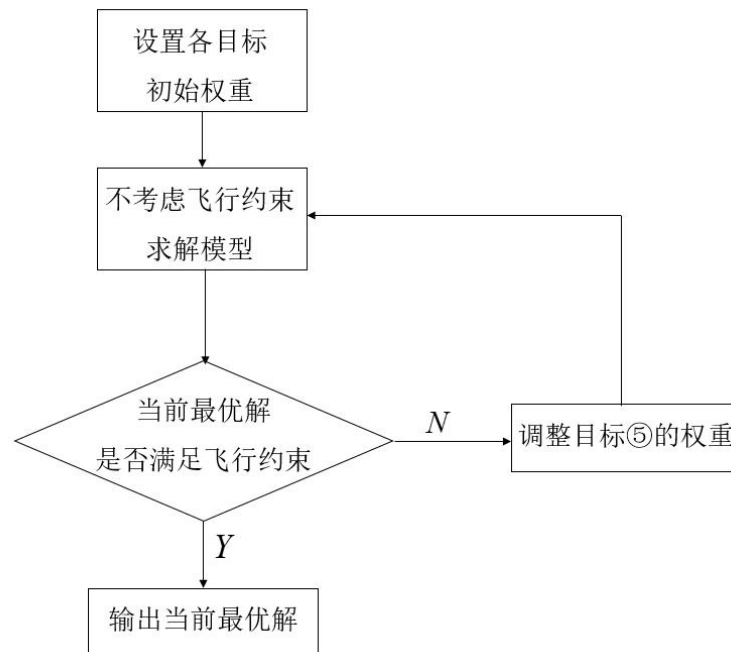 设置各目标
初始权重
不考虑飞行约束
求解模型
当前最优解
是否满足飞行约束
N
调整目标⑤的权重
Y
输出当前最优解